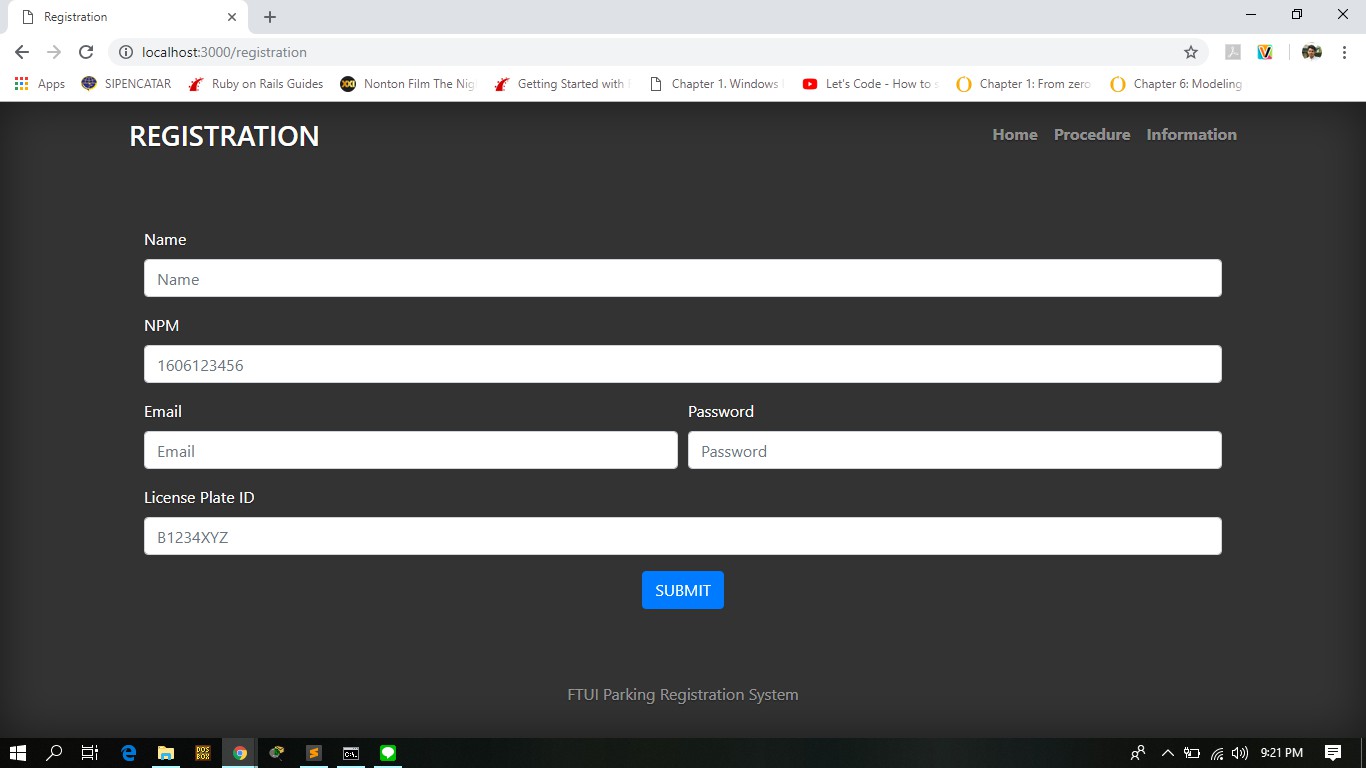 Registration
localhost:3000/registration
Apps SIPENCATAR Ruby on Rails Guides Nonton Film The Nig Getting Started with Chapter 1. Windows Let's Code - How to s Chapter 1: From zero Chapter 6: Modeling
REGISTRATION Home Procedure Information
Name
Name
NPM
1606123456
Email Password
Email Password
License Plate ID
B1234XYZ
SUBMIT
FTUI Parking Registration System
DOS BOX C:\. 9:21 PM